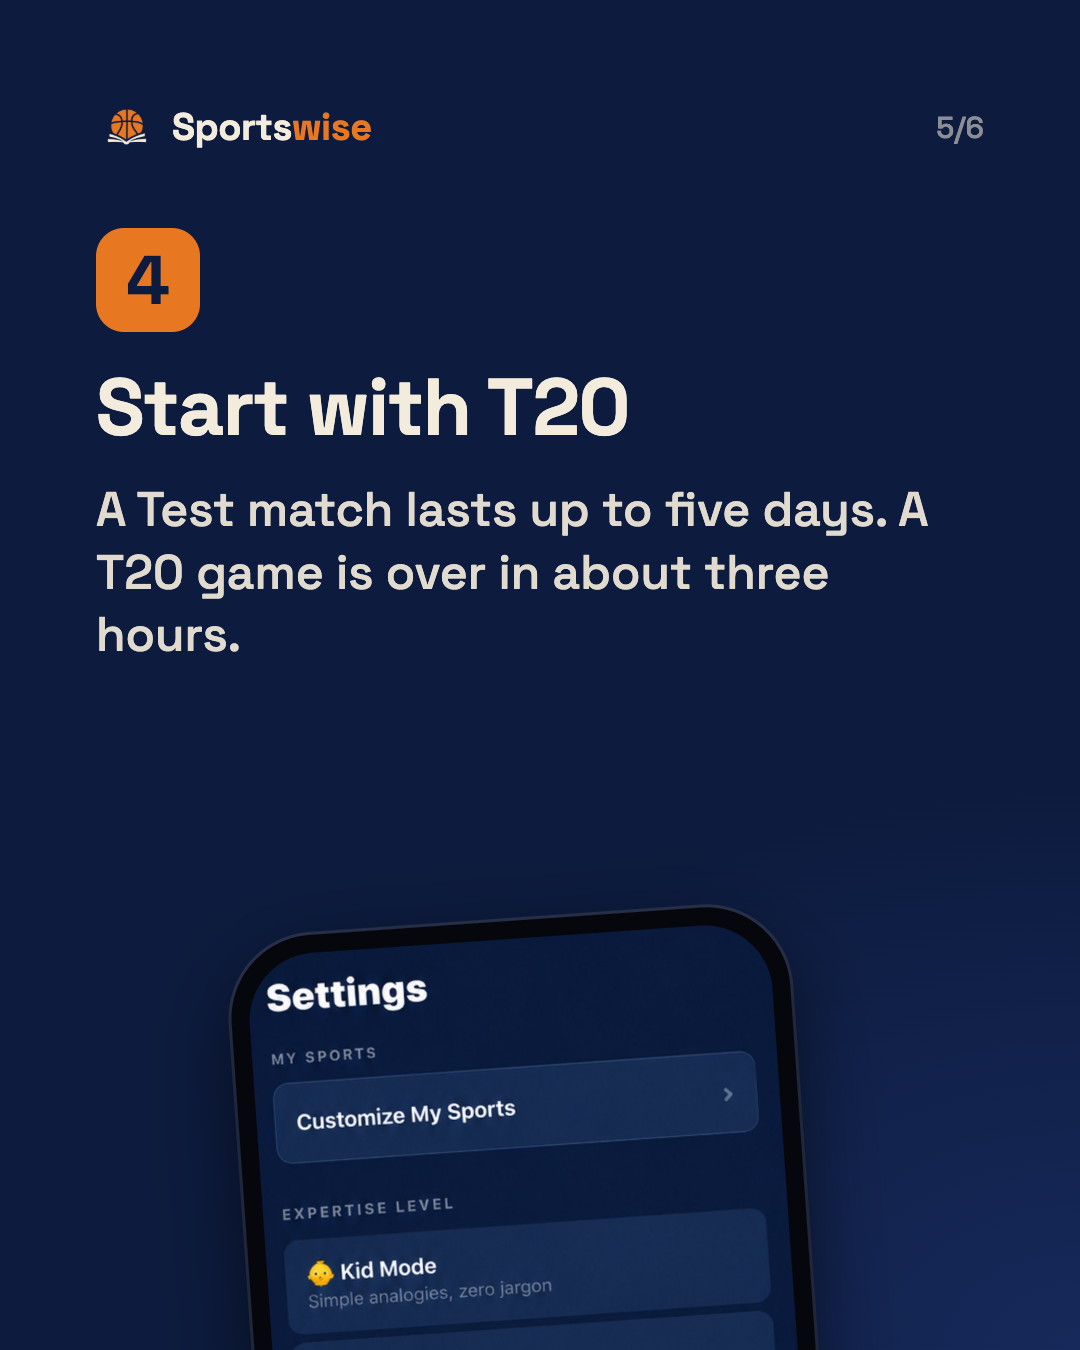 Sportswise
5/6
4
Start with T20
A Test match lasts up to five days. A
T20 game is over in about three
hours.
Settings
MY SPORTS
Customize My Sports
EXPERTISE LEVEL
Kid Mode
Simple analogies, zero jargon